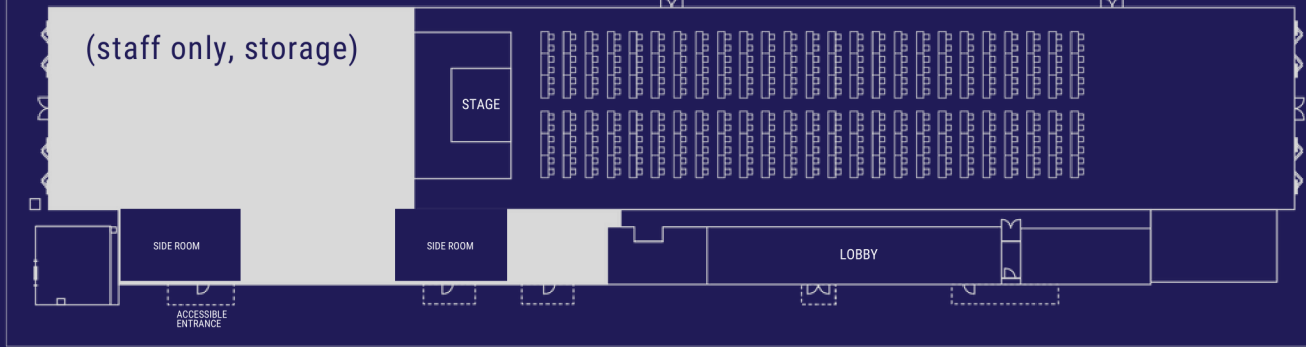 (staff only, storage)
STAGE
SIDE ROOM
SIDE ROOM
LOBBY
ACCESSIBLE
ENTRANCE